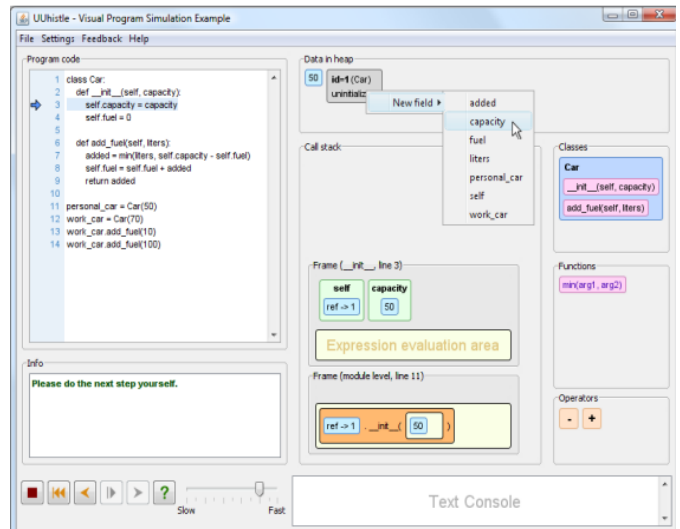 UUhistle - Visual Program Simulation Example
File Settings Feedback Help
Program code
1 class Car:
2 def __init__(self, capacity):
3 self.capacity = capacity
4 self.fuel = 0
5
6 def add_fuel(self, liters):
7 added = min(liters, self.capacity - self.fuel)
8 self.fuel = self.fuel + added
9 return added
10
11 personal_car = Car(50)
12 work_car = Car(70)
13 work_car.add_fuel(10)
14 work_car.add_fuel(100)
Info
Please do the next step yourself.
Slow
Fast
Data in heap
50
id=1 (Car)
New field
added
capacity
fuel
liters
personal_car
self
work_car
Call stack
Frame (__init__, line 3)
self capacity
ref -> 1 50
Expression evaluation area
Frame (module level, line 11)
ref -> 1 . __init__( 50 )
Classes
Car
__init__(self, capacity)
add_fuel(self, liters)
Functions
min(arg1, arg2)
Operators
- +
Text Console